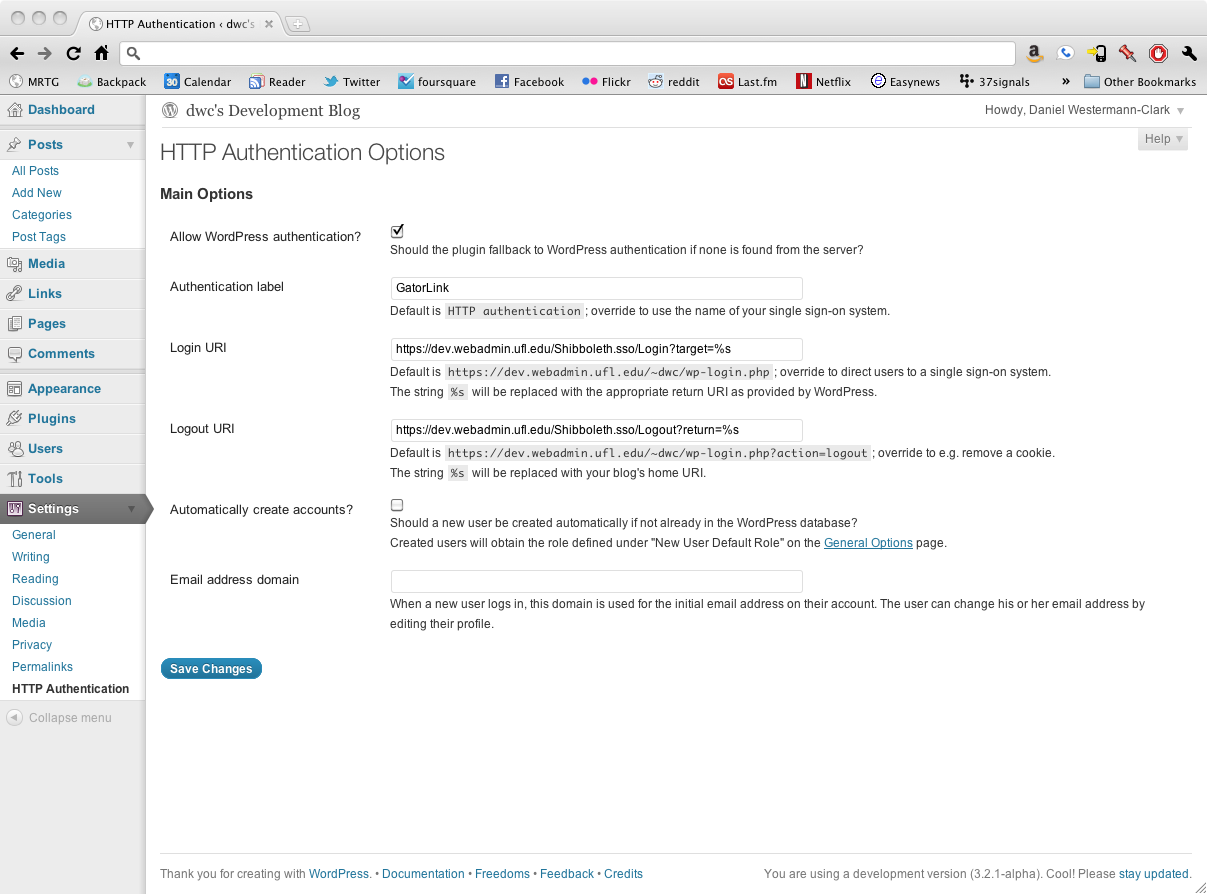 HTTP Authentication ‹ dwc's
MRTG Backpack Calendar Reader Twitter foursquare Facebook Flickr reddit Last.fm Netflix Easynews 37signals » Other Bookmarks
Dashboard
Posts
All Posts
Add New
Categories
Post Tags
Media
Links
Pages
Comments
Appearance
Plugins
Users
Tools
Settings
General
Writing
Reading
Discussion
Media
Privacy
Permalinks
HTTP Authentication
Collapse menu
dwc's Development Blog
Howdy, Daniel Westermann-Clark
Help
HTTP Authentication Options
Main Options
Allow WordPress authentication?
Should the plugin fallback to WordPress authentication if none is found from the server?
Authentication label
GatorLink
Default is HTTP authentication; override to use the name of your single sign-on system.
Login URI
https://dev.webadmin.ufl.edu/Shibboleth.sso/Login?target=%s
Default is https://dev.webadmin.ufl.edu/~dwc/wp-login.php; override to direct users to a single sign-on system.
The string %s will be replaced with the appropriate return URI as provided by WordPress.
Logout URI
https://dev.webadmin.ufl.edu/Shibboleth.sso/Logout?return=%s
Default is https://dev.webadmin.ufl.edu/~dwc/wp-login.php?action=logout; override to e.g. remove a cookie.
The string %s will be replaced with your blog's home URI.
Automatically create accounts?
Should a new user be created automatically if not already in the WordPress database?
Created users will obtain the role defined under "New User Default Role" on the General Options page.
Email address domain
When a new user logs in, this domain is used for the initial email address on their account. The user can change his or her email address by
editing their profile.
Save Changes
Thank you for creating with WordPress. • Documentation • Freedoms • Feedback • Credits
You are using a development version (3.2.1-alpha). Cool! Please stay updated.